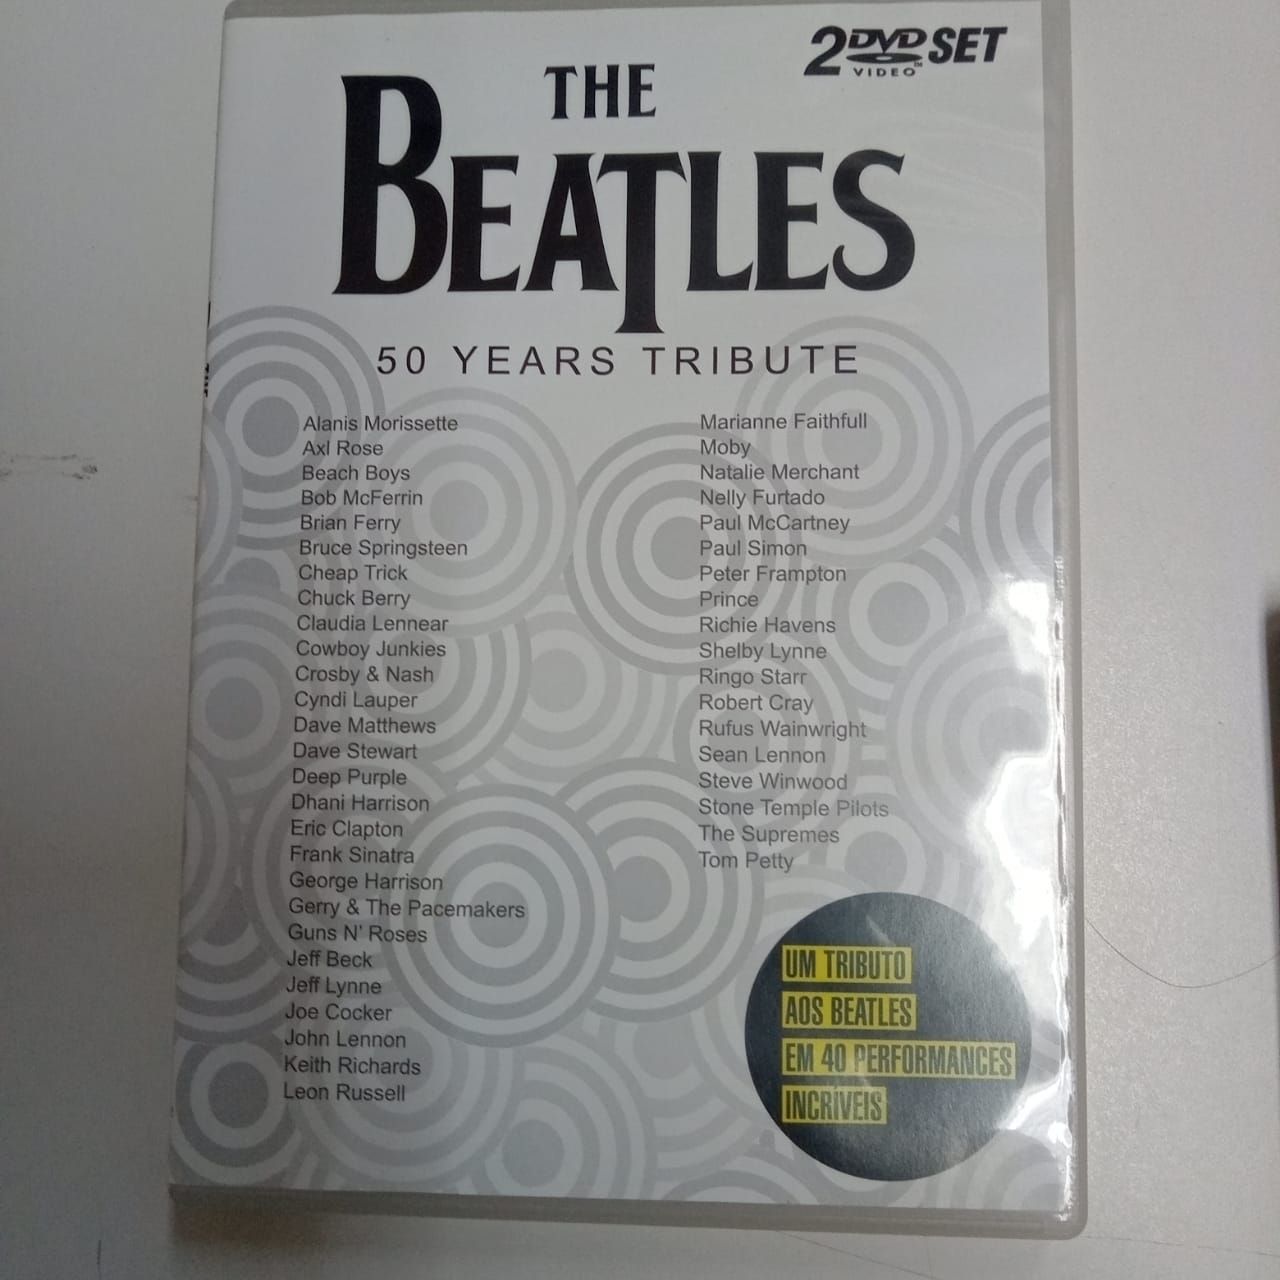 2 DVD SET
VIDEO™
THE
BEATLES
50 YEARS TRIBUTE
Alanis Morissette
Axl Rose
Beach Boys
Bob McFerrin
Brian Ferry
Bruce Springsteen
Cheap Trick
Chuck Berry
Claudia Lennear
Cowboy Junkies
Crosby & Nash
Cyndi Lauper
Dave Matthews
Dave Stewart
Deep Purple
Dhani Harrison
Eric Clapton
Frank Sinatra
George Harrison
Gerry & The Pacemakers
Guns N' Roses
Jeff Beck
Jeff Lynne
Joe Cocker
John Lennon
Keith Richards
Leon Russell
Marianne Faithfull
Moby
Natalie Merchant
Nelly Furtado
Paul McCartney
Paul Simon
Peter Frampton
Prince
Richie Havens
Shelby Lynne
Ringo Starr
Robert Cray
Rufus Wainwright
Sean Lennon
Steve Winwood
Stone Temple Pilots
The Supremes
Tom Petty
UM TRIBUTO
AOS BEATLES
EM 40 PERFORMANCES
INCRÍVEIS